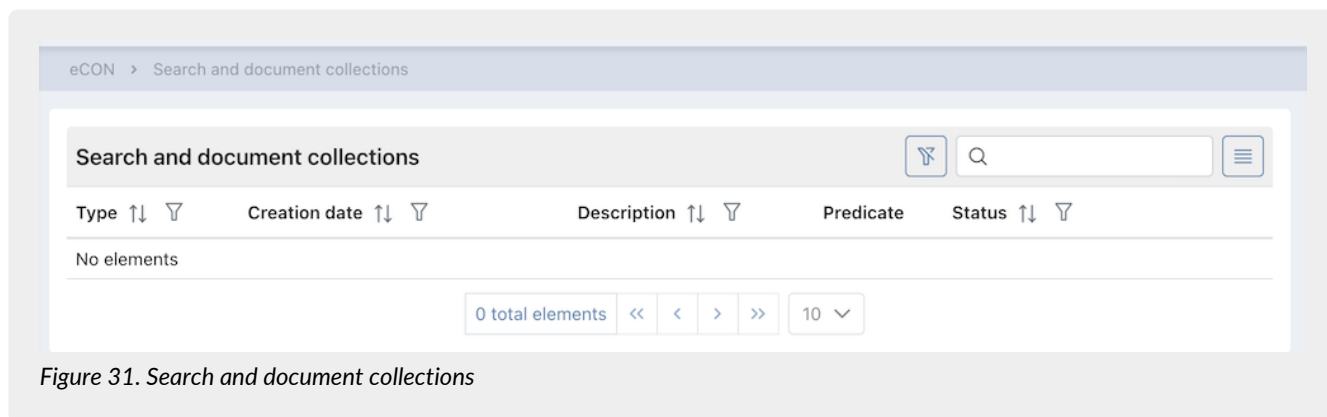 eCON > Search and document collections
Search and document collections
Type Creation date Description Predicate Status
No elements
0 total elements << < > >> 10
Figure 31. Search and document collections